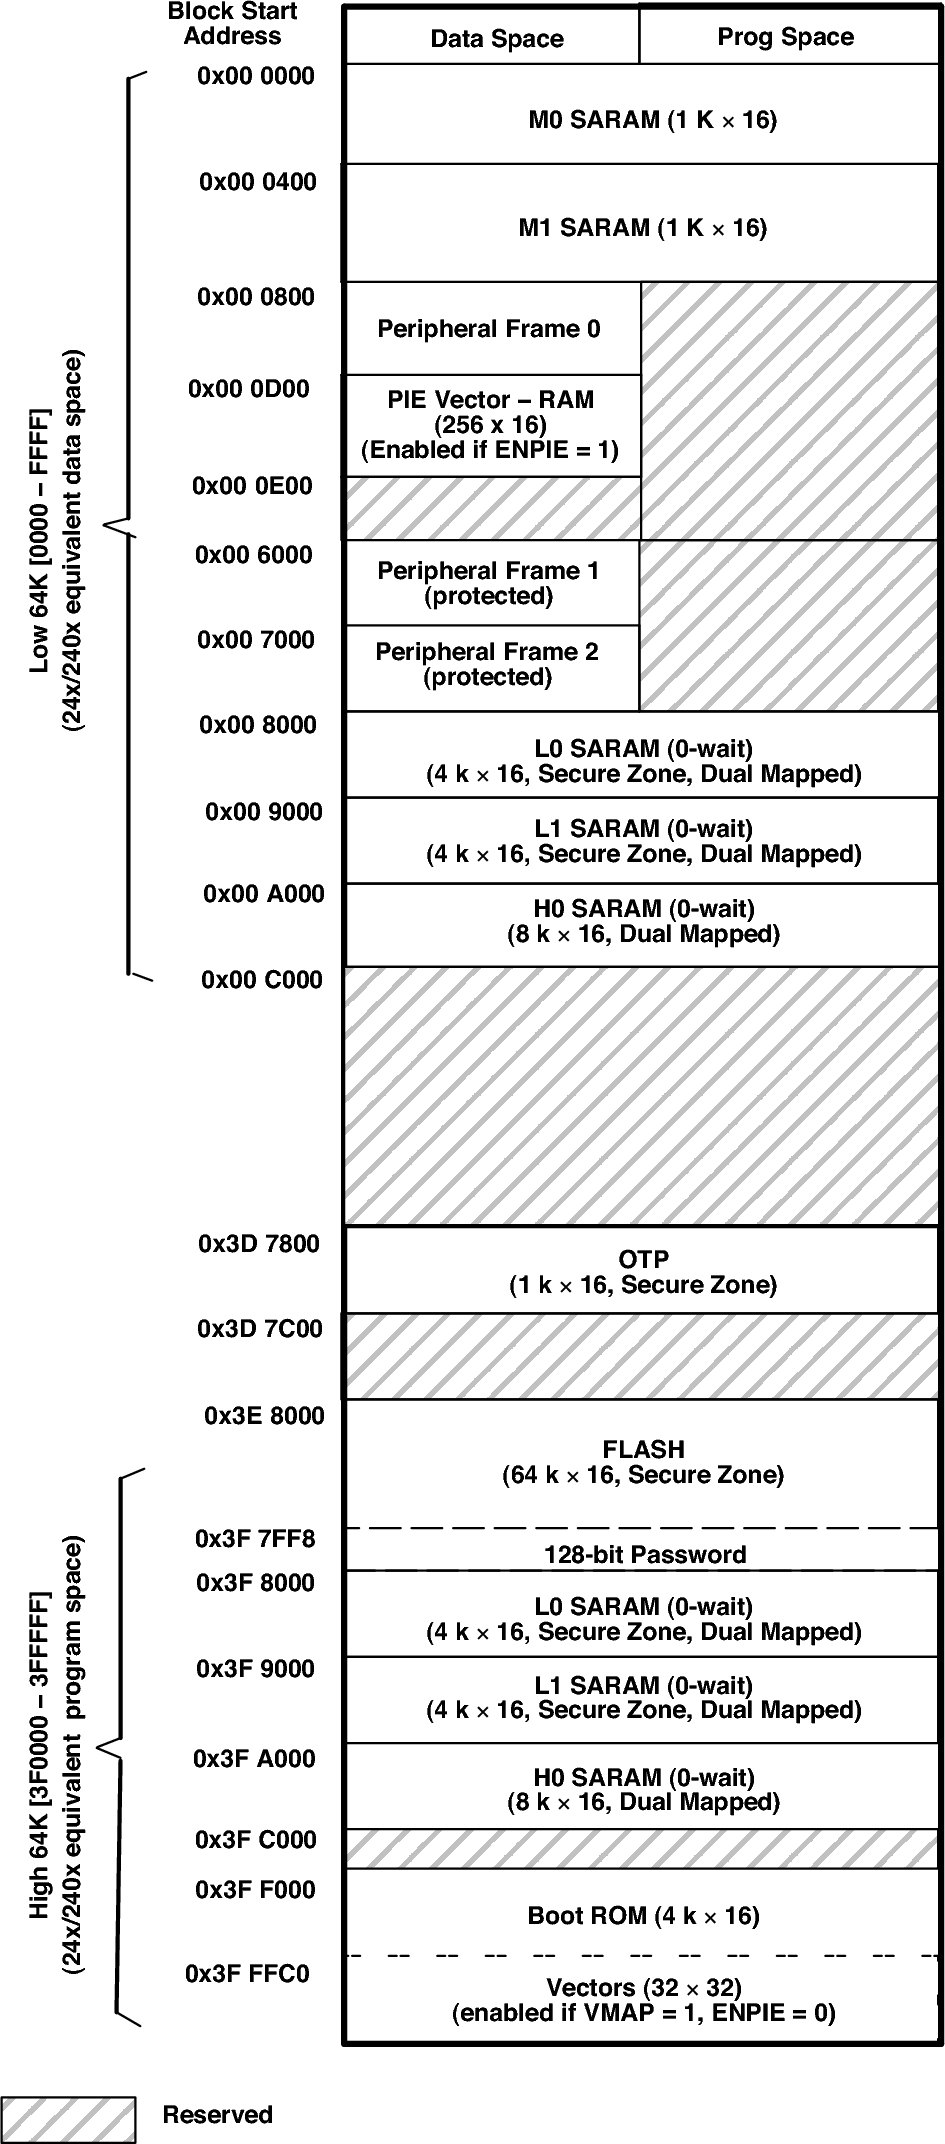 Block Start
Address
Data Space
Prog Space
0x00 0000
M0 SARAM (1 K × 16)
0x00 0400
M1 SARAM (1 K × 16)
0x00 0800
Peripheral Frame 0
0x00 0D00
PIE Vector – RAM
(256 x 16)
(Enabled if ENPIE = 1)
0x00 0E00
0x00 6000
Peripheral Frame 1
(protected)
0x00 7000
Peripheral Frame 2
(protected)
0x00 8000
L0 SARAM (0-wait)
(4 k × 16, Secure Zone, Dual Mapped)
0x00 9000
L1 SARAM (0-wait)
(4 k × 16, Secure Zone, Dual Mapped)
0x00 A000
H0 SARAM (0-wait)
(8 k × 16, Dual Mapped)
0x00 C000
Low 64K [0000 – FFFF]
(24x/240x equivalent data space)
0x3D 7800
OTP
(1 k × 16, Secure Zone)
0x3D 7C00
0x3E 8000
FLASH
(64 k × 16, Secure Zone)
0x3F 7FF8
128-bit Password
0x3F 8000
L0 SARAM (0-wait)
(4 k × 16, Secure Zone, Dual Mapped)
0x3F 9000
L1 SARAM (0-wait)
(4 k × 16, Secure Zone, Dual Mapped)
0x3F A000
H0 SARAM (0-wait)
(8 k × 16, Dual Mapped)
0x3F C000
0x3F F000
Boot ROM (4 k × 16)
0x3F FFC0
Vectors (32 × 32)
(enabled if VMAP = 1, ENPIE = 0)
High 64K [3F0000 – 3FFFFF]
(24x/240x equivalent program space)
Reserved